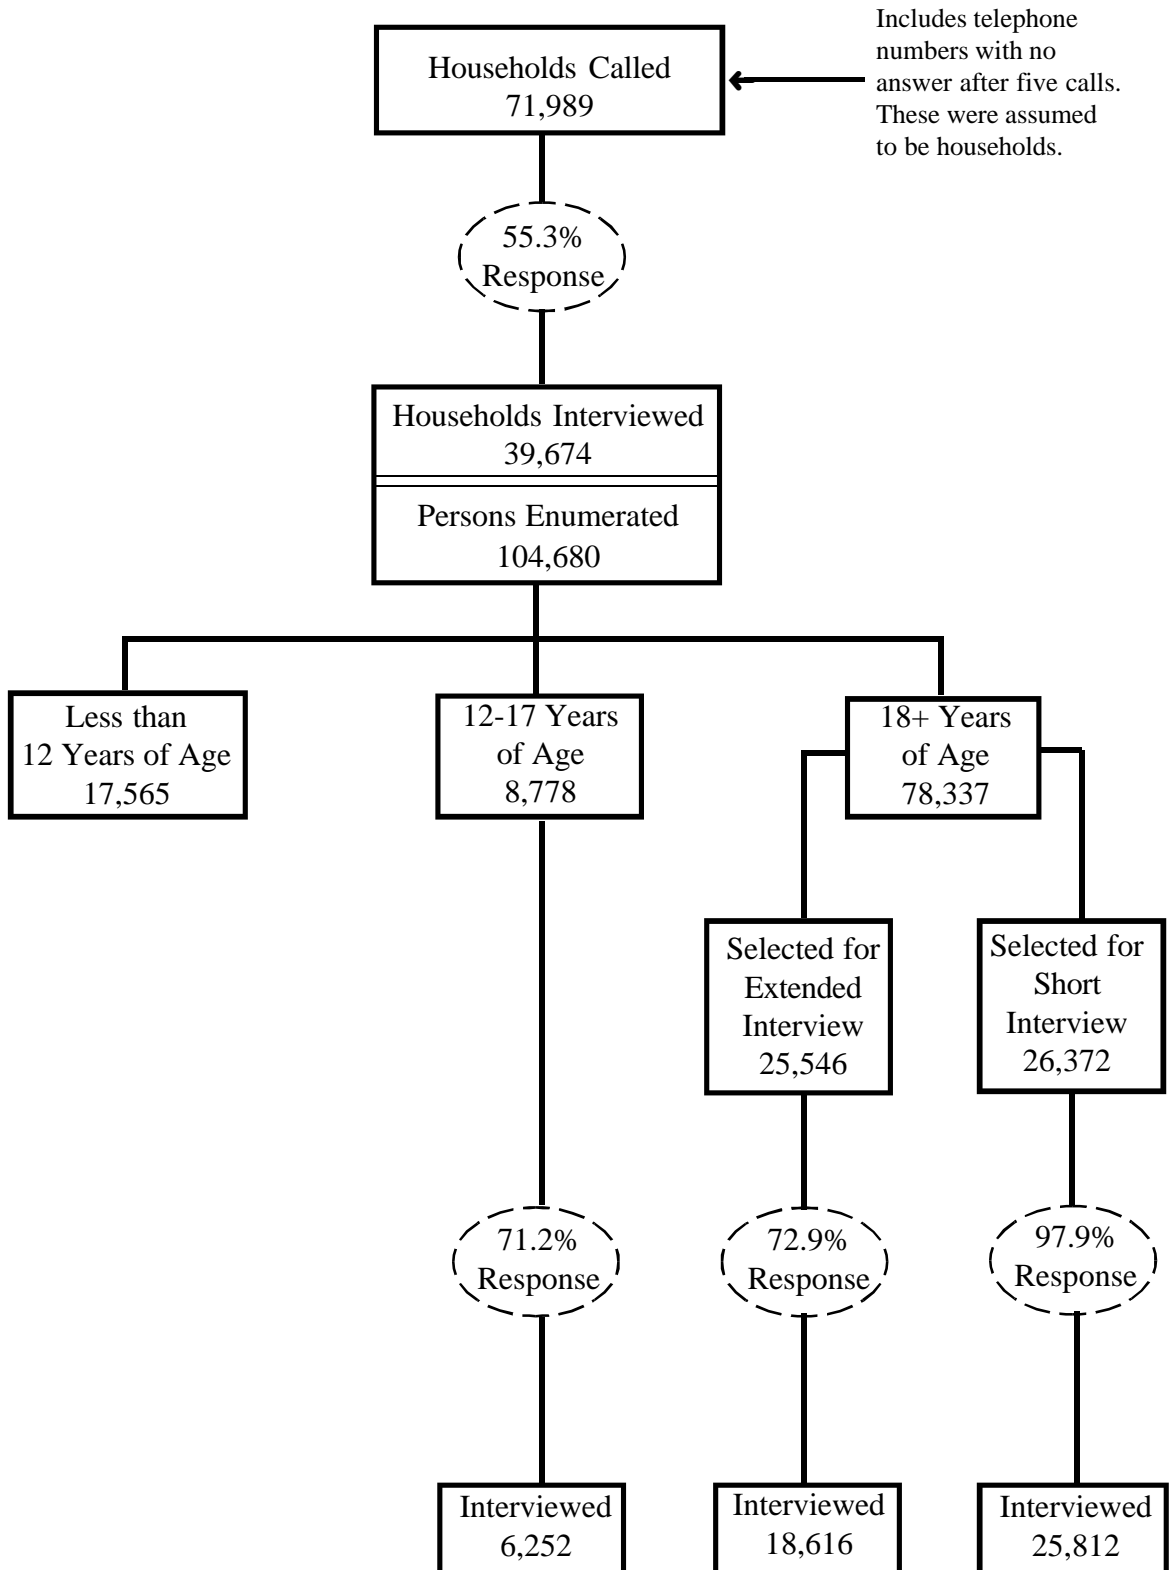 Includes telephone
numbers with no
answer after five calls.
These were assumed
to be households.
Households Called
71,989
55.3%
Response
Households Interviewed
39,674
Persons Enumerated
104,680
Less than
12 Years of Age
17,565
12-17 Years
of Age
8,778
18+ Years
of Age
78,337
Selected for
Extended
Interview
25,546
Selected for
Short
Interview
26,372
71.2%
Response
72.9%
Response
97.9%
Response
Interviewed
6,252
Interviewed
18,616
Interviewed
25,812